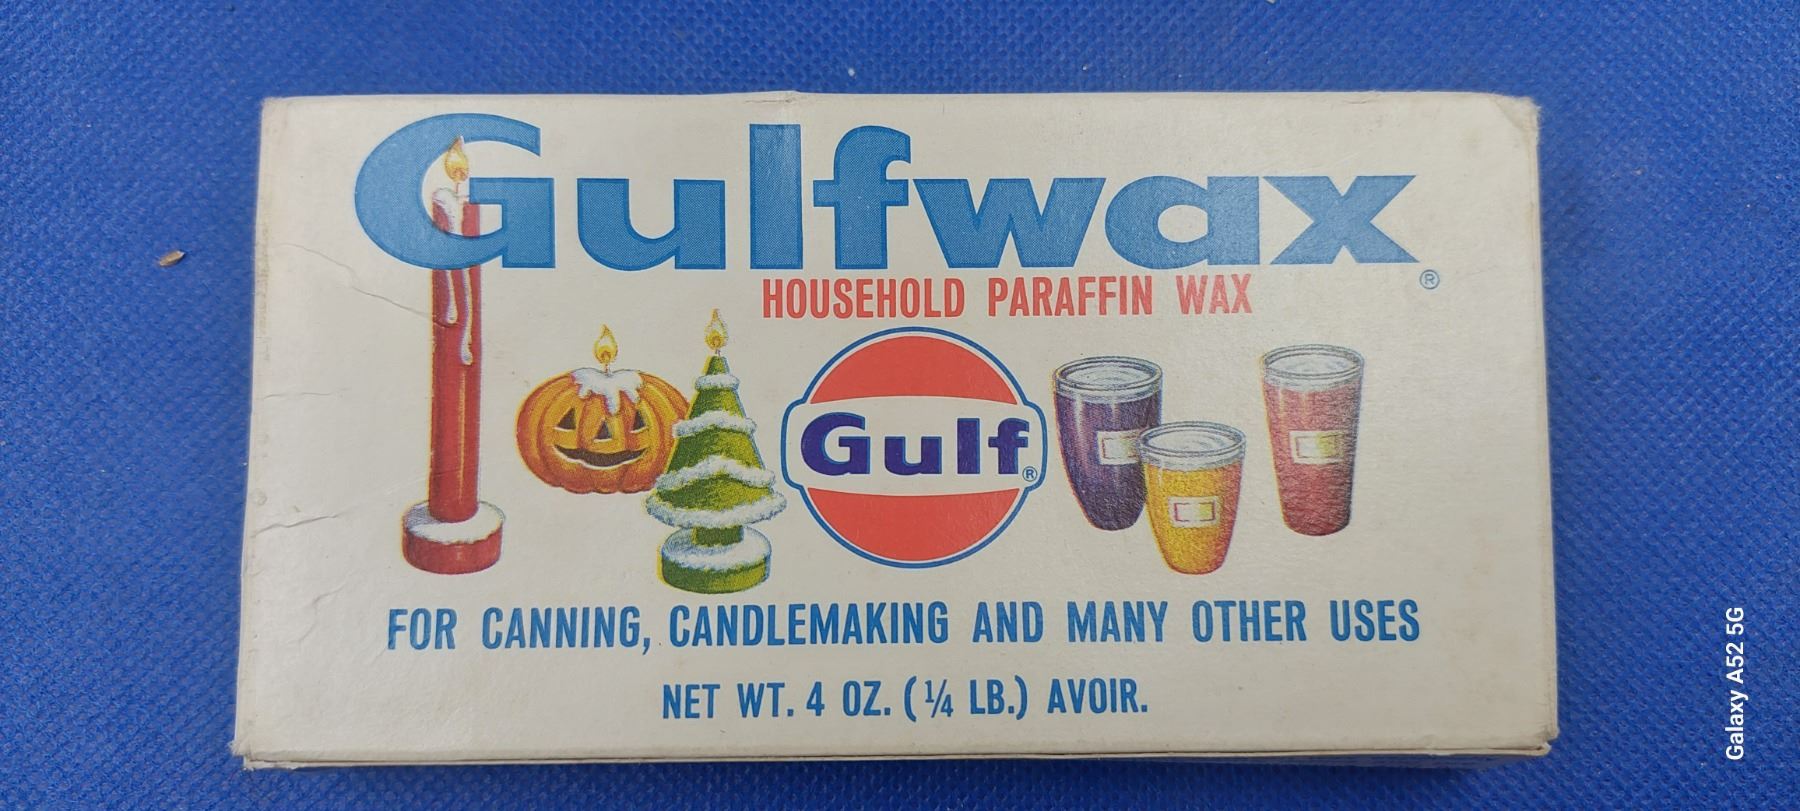 Gulfwax®
HOUSEHOLD PARAFFIN WAX
Gulf®
FOR CANNING, CANDLEMAKING AND MANY OTHER USES
NET WT. 4 OZ. (¼ LB.) AVOIR.
Galaxy A52 5G